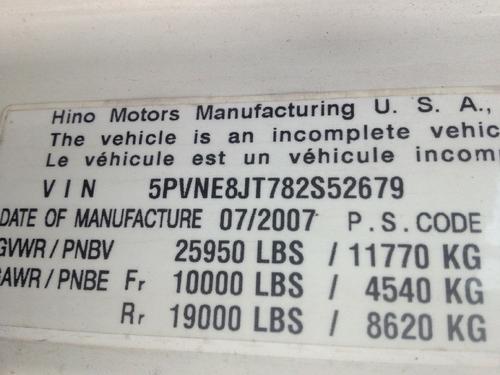 Hino Motors Manufacturing U. S. A.,
The vehicle is an incomplete
Le véhicule est un véhicule
VIN 5PVNE8JT782S52679
DATE OF MANUFACTURE 07/2007 P.S.CODE
GVWR / PNBV 25950 LBS / 11770 KG
GAWR / PNBE Fr 10000 LBS / 4540 KG
Rr 19000 LBS / 8620 KG